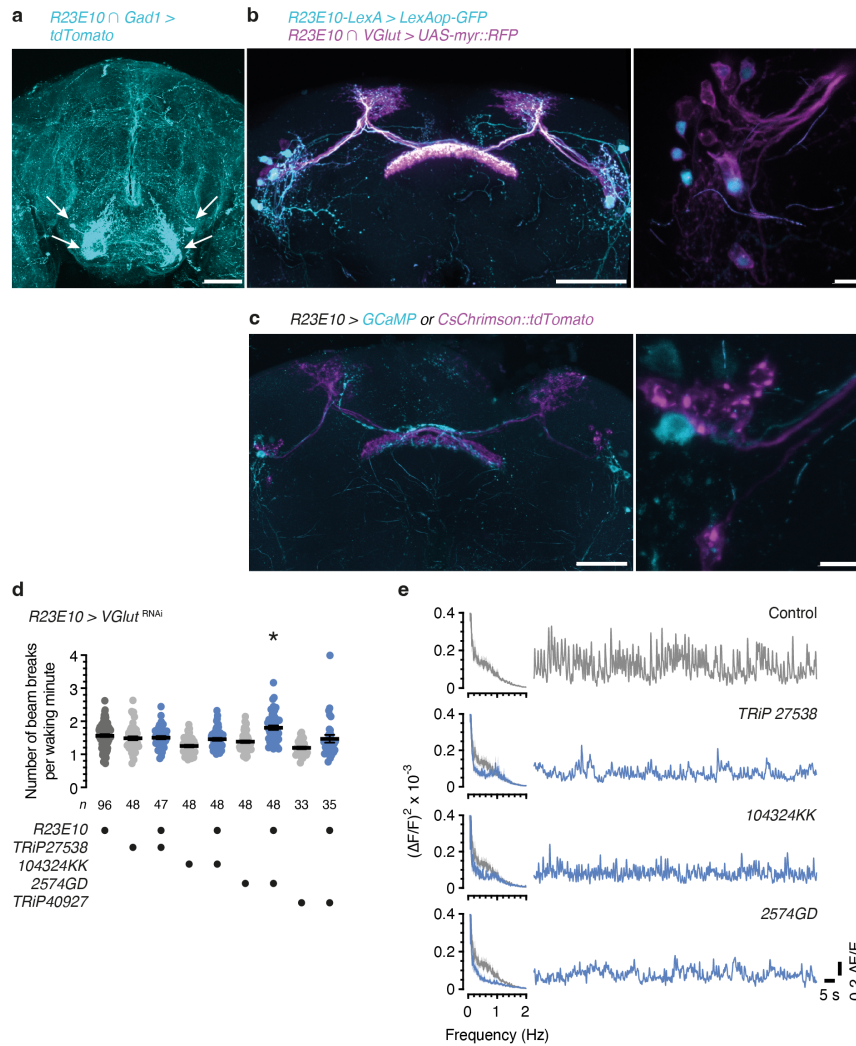 a
R23E10 ∩ Gad1 >
tdTomato
b
R23E10-LexA > LexAop-GFP
R23E10 ∩ VGlut > UAS-myr::RFP
c
R23E10 > GCaMP or CsChrimson::tdTomato
d
R23E10 > VGlut RNAi
*
Number of beam breaks
per waking minute
4
3
2
1
0
n 96 48 47 48 48 48 48 33 35
R23E10
TRiP27538
104324KK
2574GD
TRiP40927
e
(ΔF/F)² x 10⁻³
0.4
0.2
0
Control
0.4
0.2
0
TRiP 27538
0.4
0.2
0
104324KK
0.4
0.2
0
2574GD
0 1 2
Frequency (Hz)
5 s
0.2 ΔF/F